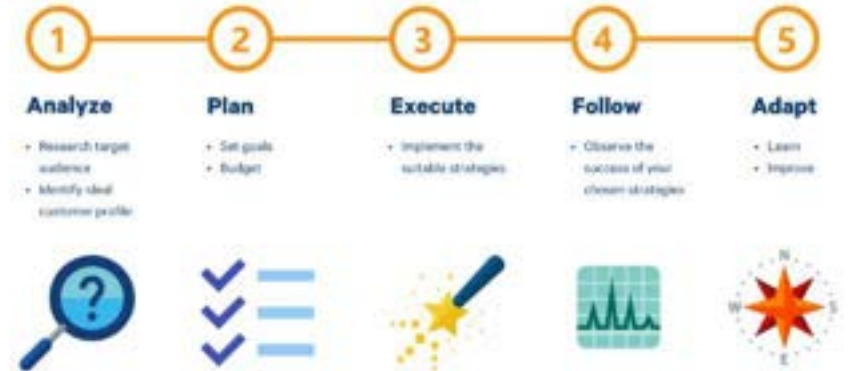 1
2
3
4
5
Analyze
Plan
Execute
Follow
Adapt
• Research target
audience
• Identify ideal
customer profile
• Set goals
• Budget
• Implement the
suitable strategies
• Observe the
success of your
chosen strategies
• Learn
• Improve
?
N
W
S
E